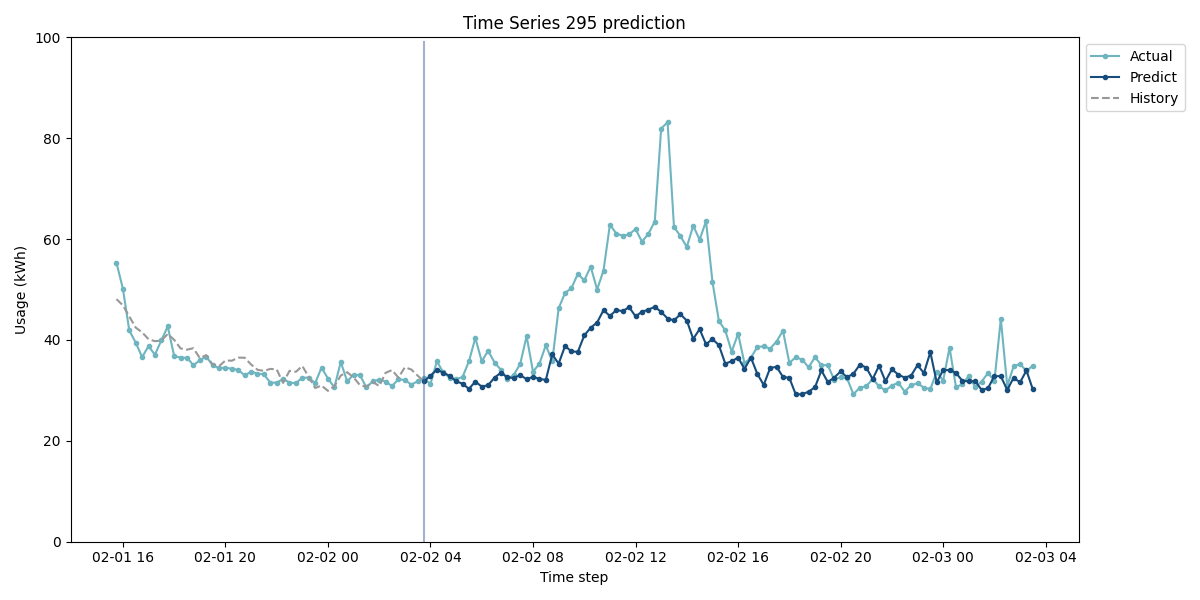 Time Series 295 prediction
Usage (kWh)
100
80
60
40
20
0
02-01 16
02-01 20
02-02 00
02-02 04
02-02 08
02-02 12
02-02 16
02-02 20
02-03 00
02-03 04
Time step
Actual
Predict
History